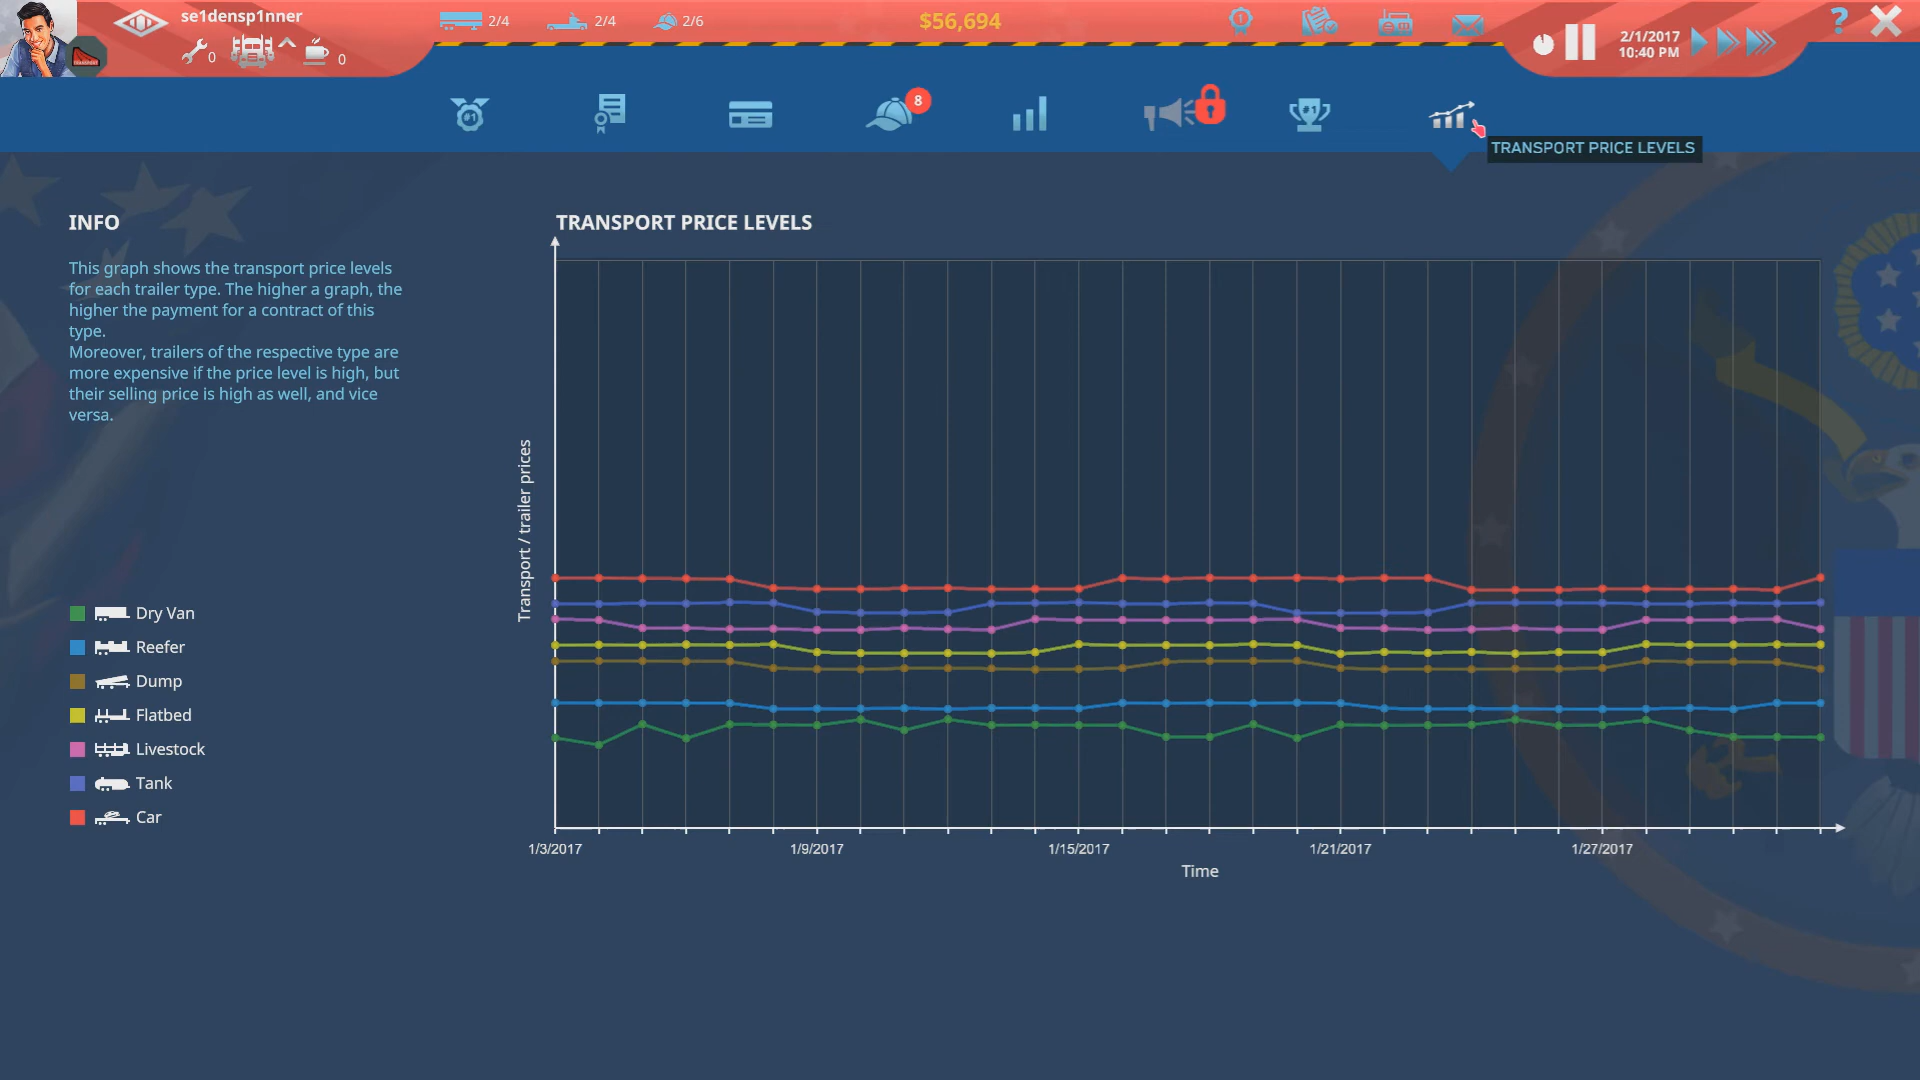 se1densp1nner
2/4
2/4
2/6
$56,694
1
?
0
0
2/1/2017
10:40 PM
#1
8
#1
TRANSPORT PRICE LEVELS
INFO
This graph shows the transport price levels
for each trailer type. The higher a graph, the
higher the payment for a contract of this
type.
Moreover, trailers of the respective type are
more expensive if the price level is high, but
their selling price is high as well, and vice
versa.
Dry Van
Reefer
Dump
Flatbed
Livestock
Tank
Car
TRANSPORT PRICE LEVELS
Transport / trailer prices
1/3/2017
1/9/2017
1/15/2017
1/21/2017
1/27/2017
Time